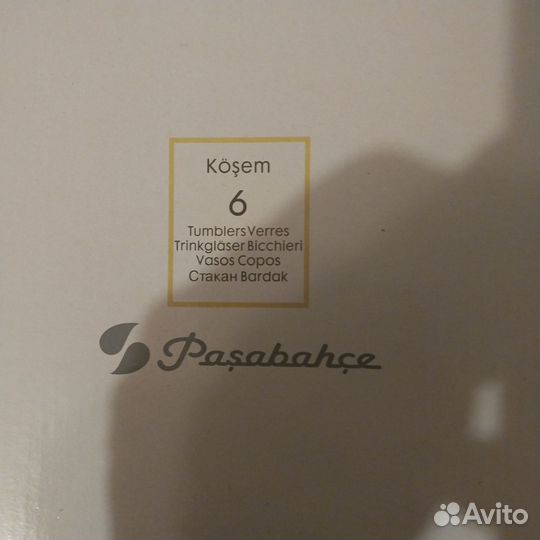 Köşem
6
Tumblers Verres
Trinkgläser Bicchieri
Vasos Copos
Стакан Bardak
Paşabahçe
Avito